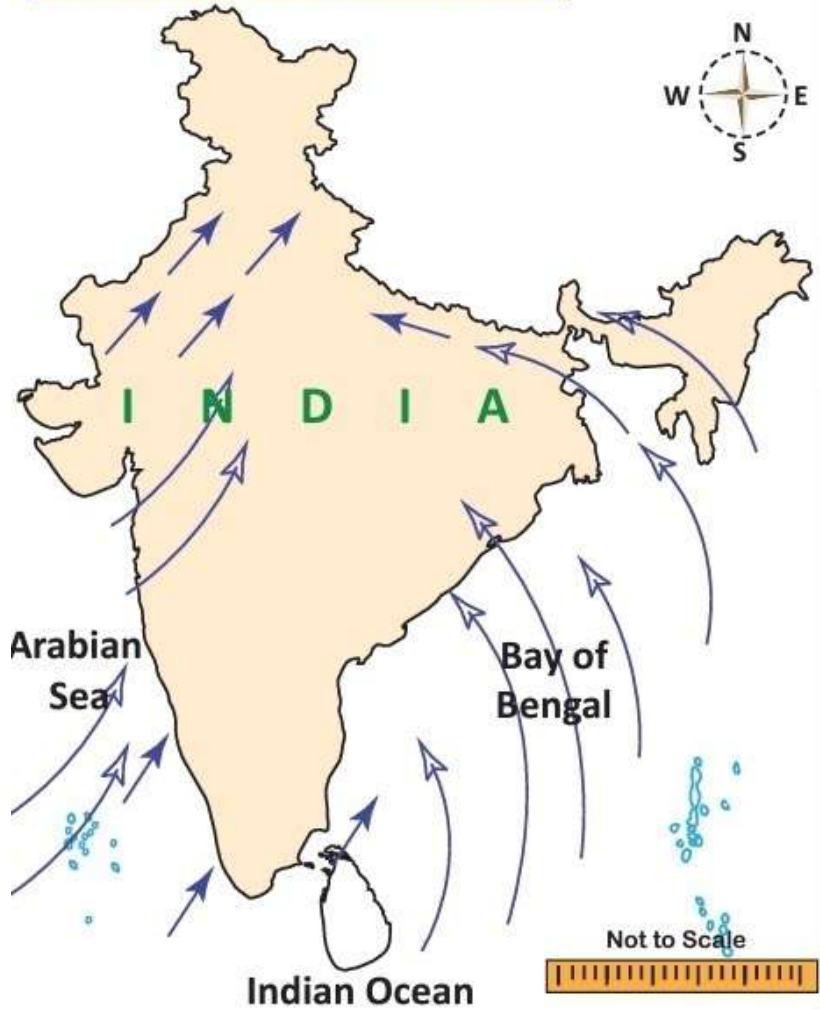 N
W E
S
I N D I A
Arabian
Sea
Bay of
Bengal
Not to Scale
Indian Ocean